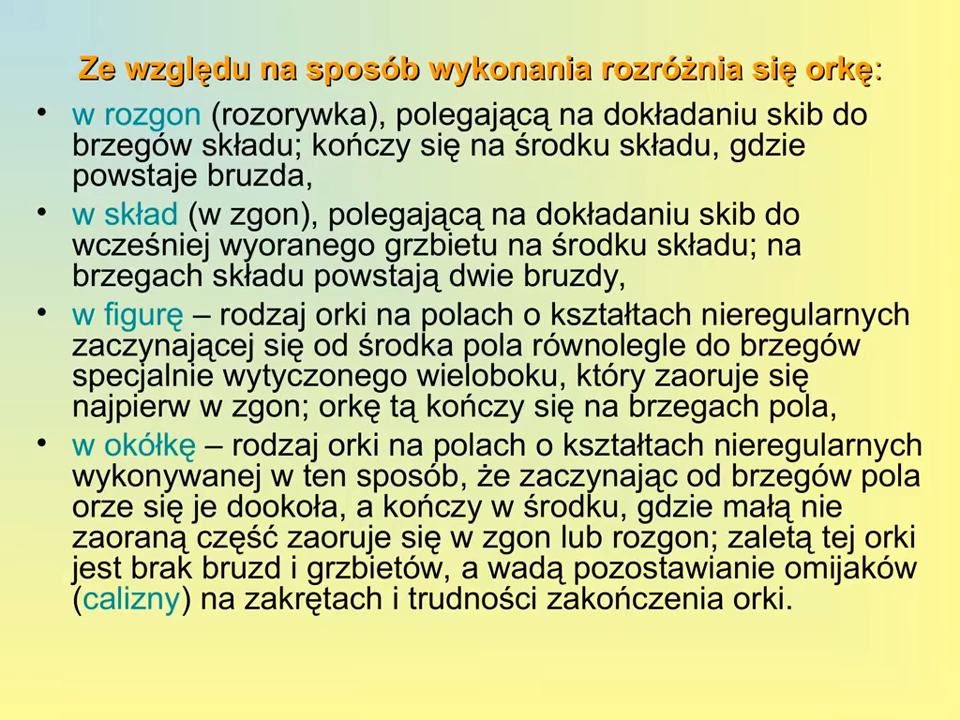 Ze względu na sposób wykonania rozróżnia się orkę:
• w rozgon (rozorywka), polegającą na dokładaniu skib do
brzegów składu; kończy się na środku składu, gdzie
powstaje bruzda,
• w skład (w zgon), polegającą na dokładaniu skib do
wcześniej wyoranego grzbietu na środku składu; na
brzegach składu powstają dwie bruzdy,
• w figurę – rodzaj orki na polach o kształtach nieregularnych
zaczynającej się od środka pola równolegle do brzegów
specjalnie wytyczonego wieloboku, który zaoruje się
najpierw w zgon; orkę tą kończy się na brzegach pola,
• w okółkę – rodzaj orki na polach o kształtach nieregularnych
wykonywanej w ten sposób, że zaczynając od brzegów pola
orze się je dookoła, a kończy w środku, gdzie małą nie
zaoraną część zaoruje się w zgon lub rozgon; zaletą tej orki
jest brak bruzd i grzbietów, a wadą pozostawianie omijaków
(calizny) na zakrętach i trudności zakończenia orki.